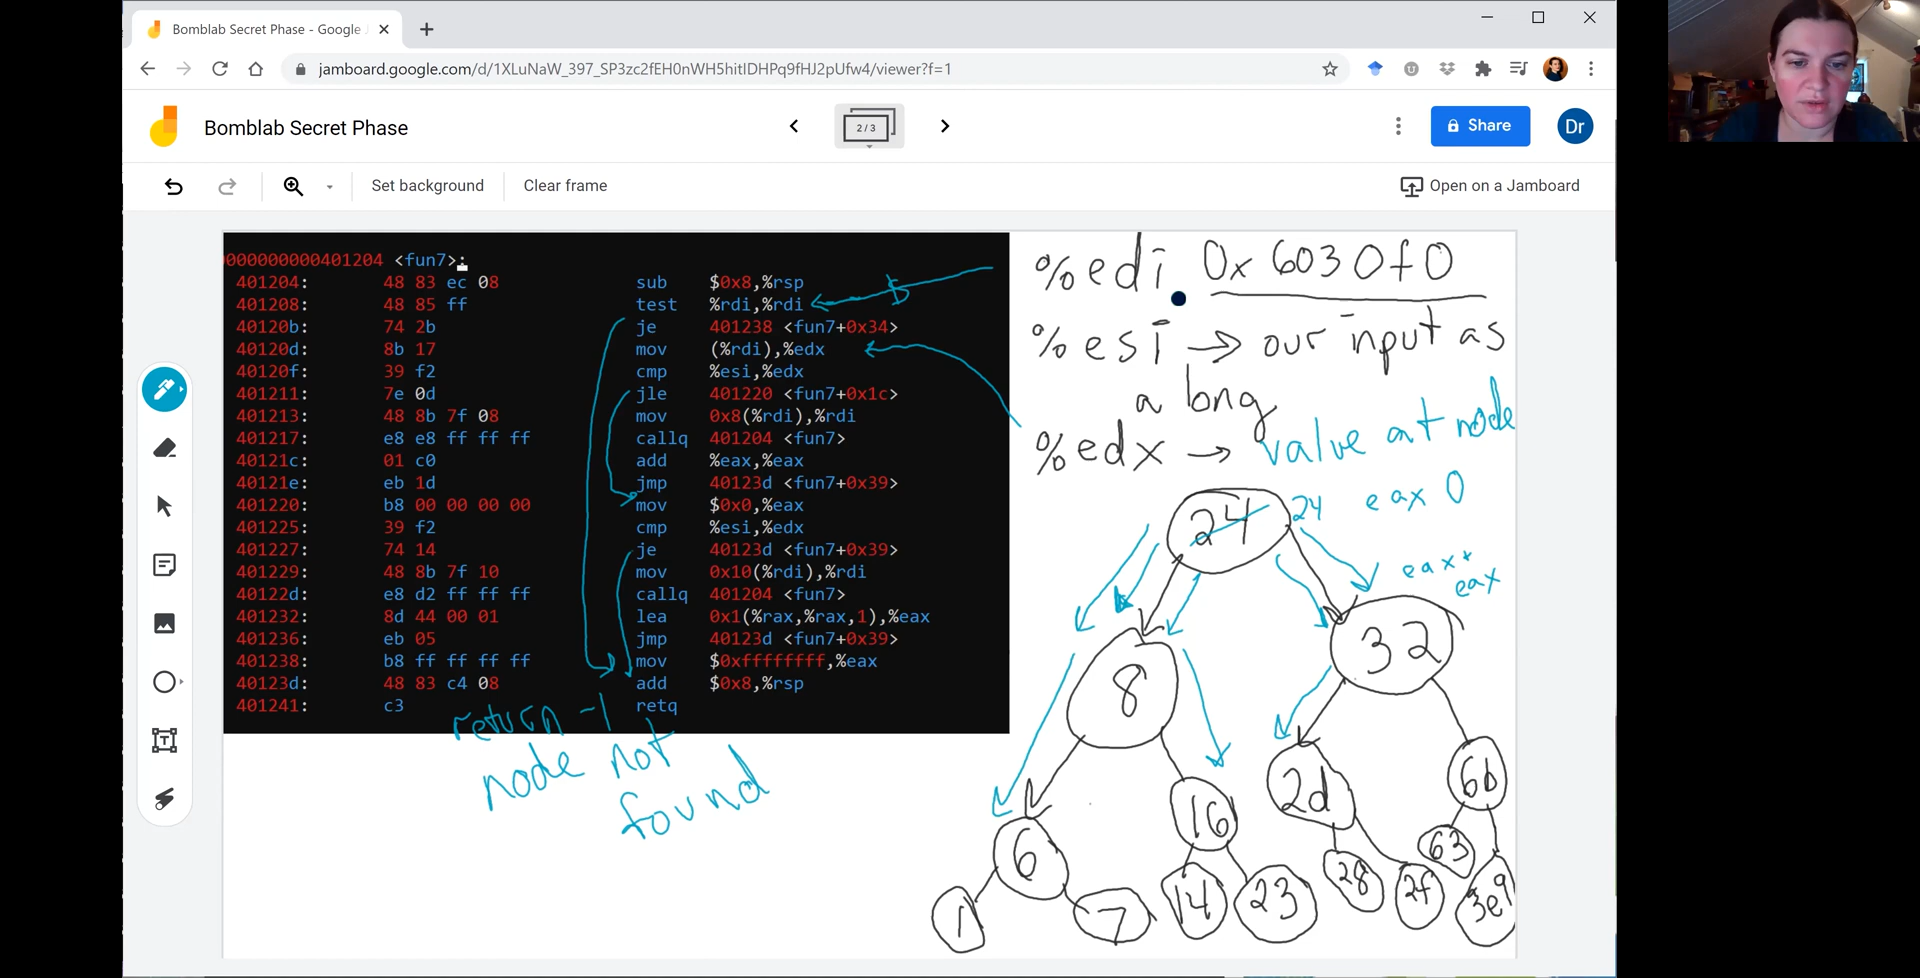 Bomblab Secret Phase - Google J
jamboard.google.com/d/1XLuNaW_397_SP3zc2fEH0nWH5hitIDHPq9fHJ2pUfw4/viewer?f=1
Bomblab Secret Phase
2 / 3
Share
Dr
Set background
Clear frame
Open on a Jamboard
000000000401204 <fun7>:
401204: 48 83 ec 08 sub $0x8,%rsp
401208: 48 85 ff test %rdi,%rdi
40120b: 74 2b je 401238 <fun7+0x34>
40120d: 8b 17 mov (%rdi),%edx
40120f: 39 f2 cmp %esi,%edx
401211: 7e 0d jle 401220 <fun7+0x1c>
401213: 48 8b 7f 08 mov 0x8(%rdi),%rdi
401217: e8 e8 ff ff ff callq 401204 <fun7>
40121c: 01 c0 add %eax,%eax
40121e: eb 1d jmp 40123d <fun7+0x39>
401220: b8 00 00 00 00 mov $0x0,%eax
401225: 39 f2 cmp %esi,%edx
401227: 74 14 je 40123d <fun7+0x39>
401229: 48 8b 7f 10 mov 0x10(%rdi),%rdi
40122d: e8 d2 ff ff ff callq 401204 <fun7>
401232: 8d 44 00 01 lea 0x1(%rax,%rax,1),%eax
401236: eb 05 jmp 40123d <fun7+0x39>
401238: b8 ff ff ff ff mov $0xffffffff,%eax
40123d: 48 83 c4 08 add $0x8,%rsp
401241: c3 retq
return -1
node not
found
%edi 0x6030f0
%esi → our input as
a long
%edx → value at node
24 24 eax 0
eax+
eax
8 32
6 16 2d 6b
1 7 14 23 28 2f 63 3e9